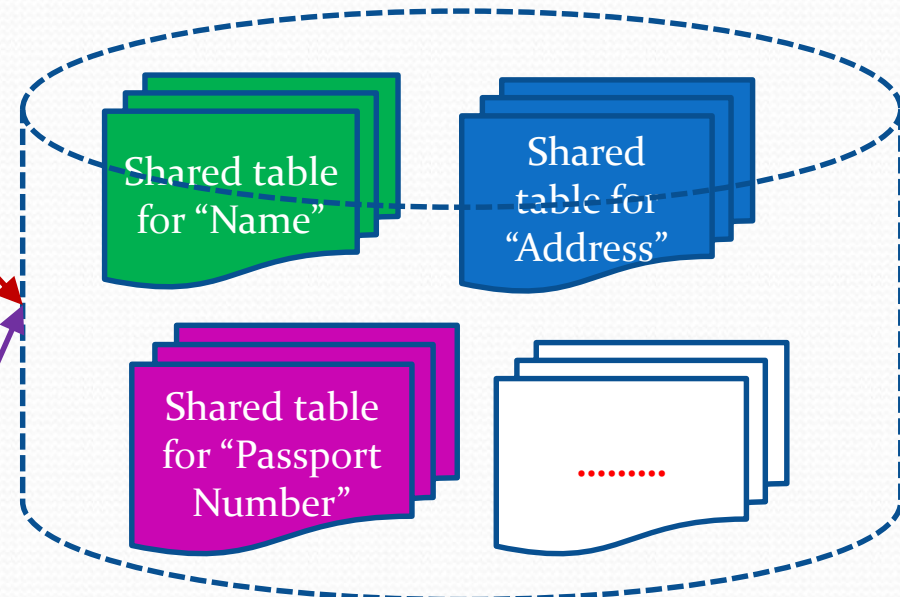 Shared table
for “Name”
Shared
table for
“Address”
Shared table
for “Passport
Number”
.........